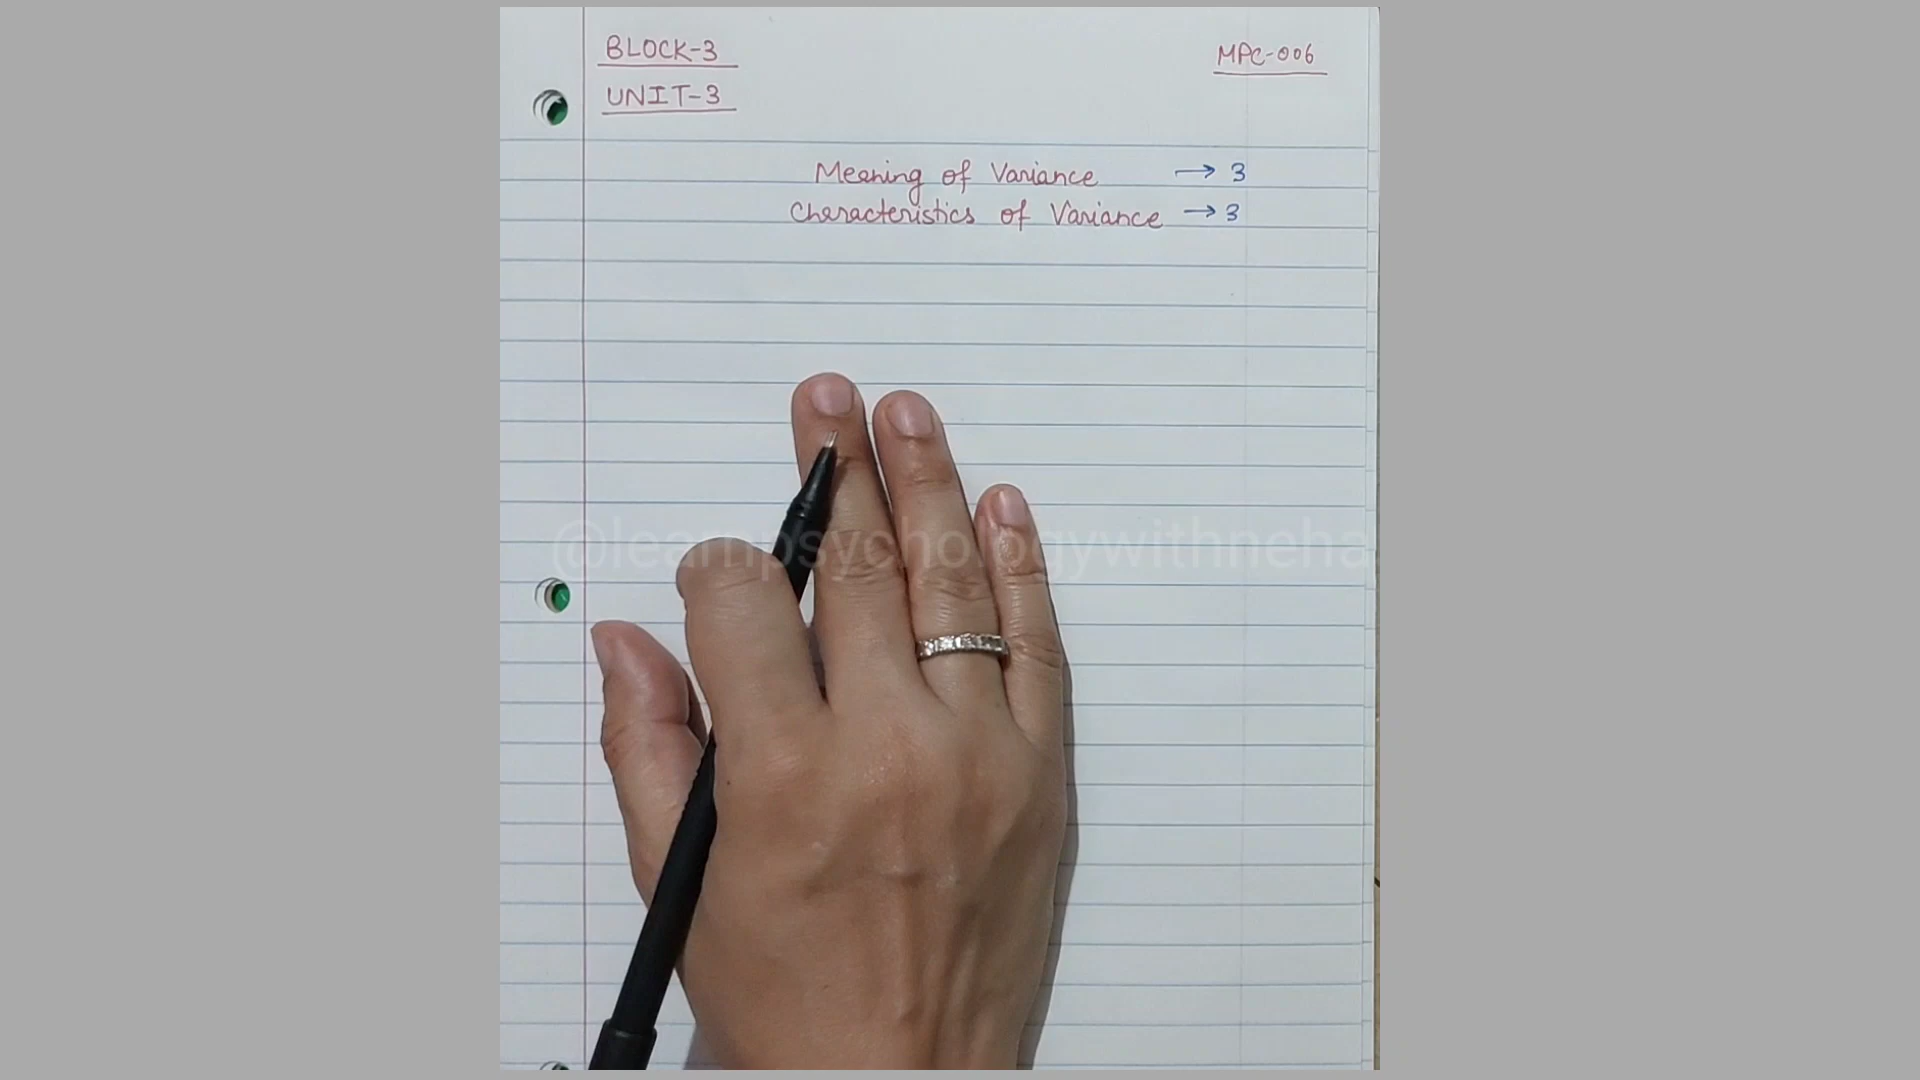 BLOCK-3
MPC-006
UNIT-3
Meaning of Variance → 3
Characteristics of Variance → 3
@learnpsychologywithneha